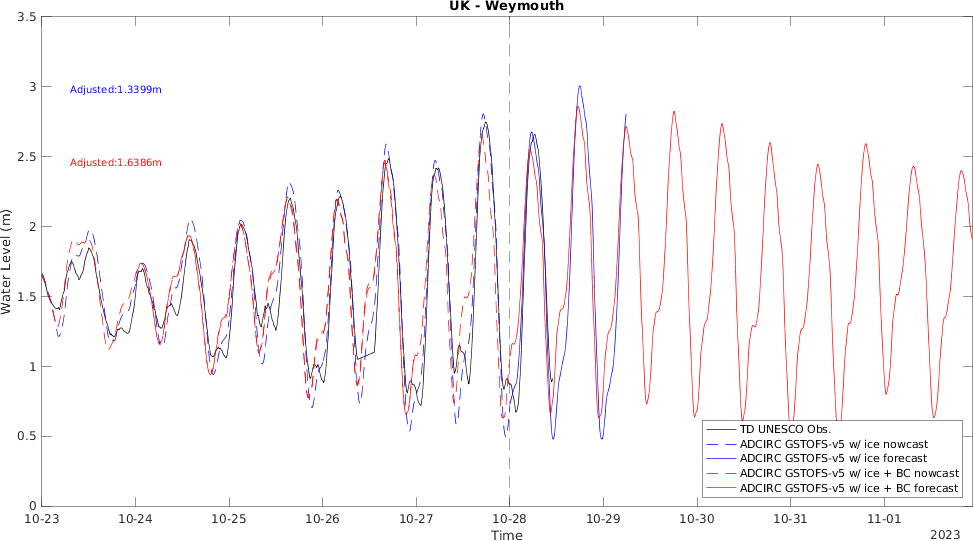 UK - Weymouth
3.5
3
2.5
2
1.5
1
0.5
0
Water Level (m)
Adjusted:1.3399m
Adjusted:1.6386m
TD UNESCO Obs.
ADCIRC GSTOFS-v5 w/ ice nowcast
ADCIRC GSTOFS-v5 w/ ice forecast
ADCIRC GSTOFS-v5 w/ ice + BC nowcast
ADCIRC GSTOFS-v5 w/ ice + BC forecast
10-23 10-24 10-25 10-26 10-27 10-28 10-29 10-30 10-31 11-01
Time
2023